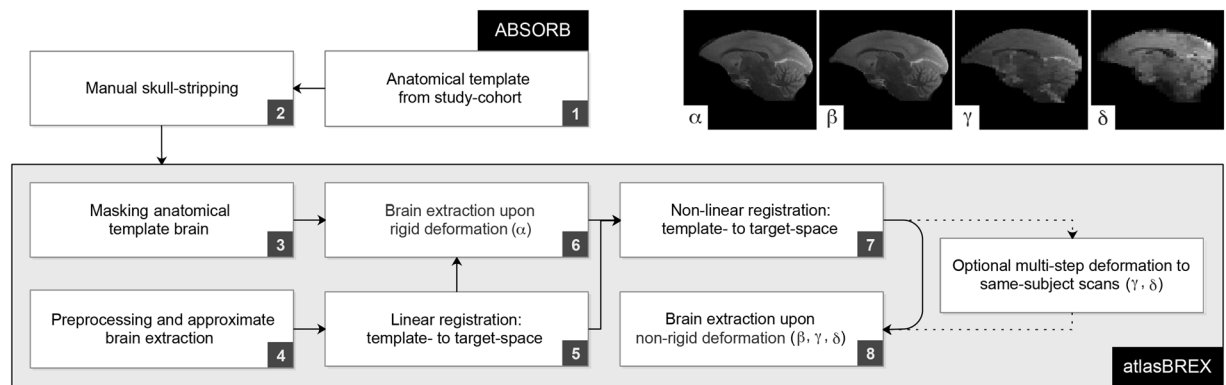 ABSORB
Manual skull-stripping
2
Anatomical template
from study-cohort
1
α
β
γ
δ
Masking anatomical
template brain
3
Brain extraction upon
rigid deformation (α)
6
Non-linear registration:
template- to target-space
7
Optional multi-step deformation to
same-subject scans (γ, δ)
Preprocessing and approximate
brain extraction
4
Linear registration:
template- to target-space
5
Brain extraction upon
non-rigid deformation (β, γ, δ)
8
atlasBREX